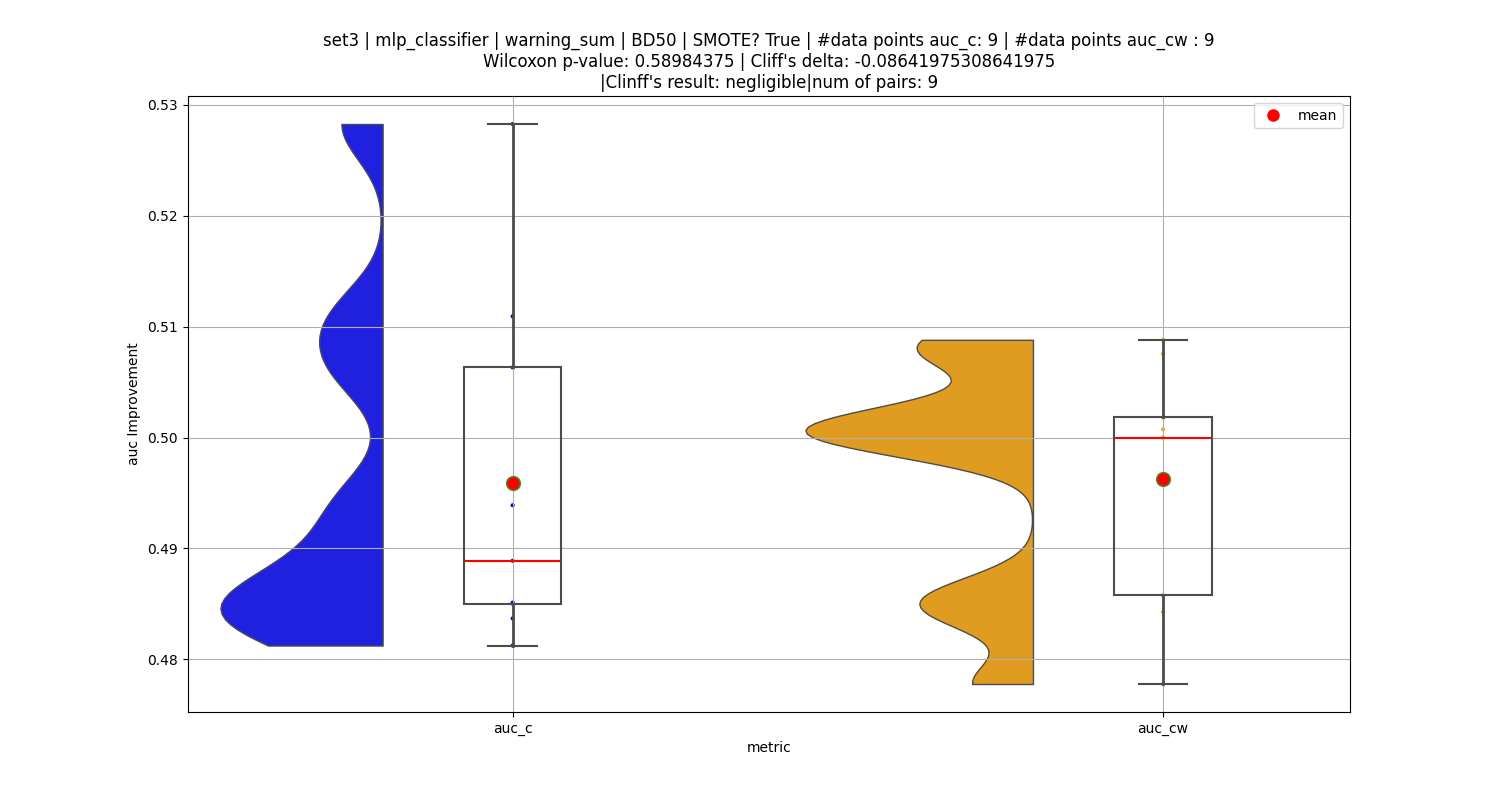 set3 | mlp_classifier | warning_sum | BD50 | SMOTE? True | #data points auc_c: 9 | #data points auc_cw : 9
Wilcoxon p-value: 0.58984375 | Cliff's delta: -0.08641975308641975
|Clinff's result: negligible|num of pairs: 9
mean
0.53
0.52
0.51
0.50
0.49
0.48
auc Improvement
auc_c
auc_cw
metric